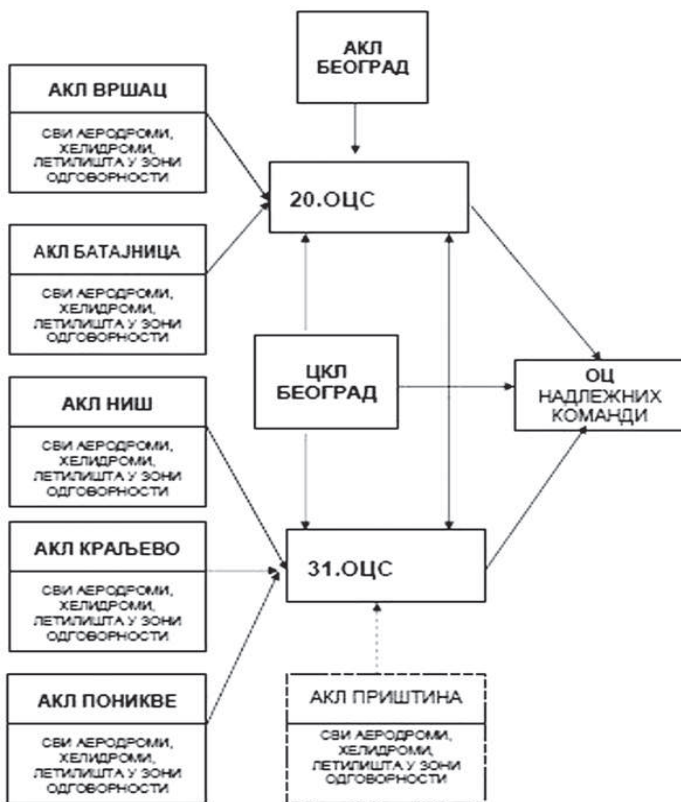 АКЛ
БЕОГРАД
АКЛ ВРШАЦ
СВИ АЕРОДРОМИ,
ХЕЛИДРОМИ,
ЛЕТИЛИШТА У ЗОНИ
ОДГОВОРНОСТИ
20.ОЦС
АКЛ БАТАЈНИЦА
СВИ АЕРОДРОМИ,
ХЕЛИДРОМИ,
ЛЕТИЛИШТА У ЗОНИ
ОДГОВОРНОСТИ
ЦКЛ
БЕОГРАД
ОЦ
НАДЛЕЖНИХ
КОМАНДИ
АКЛ НИШ
СВИ АЕРОДРОМИ,
ХЕЛИДРОМИ,
ЛЕТИЛИШТА У ЗОНИ
ОДГОВОРНОСТИ
АКЛ КРАЉЕВО
СВИ АЕРОДРОМИ,
ХЕЛИДРОМИ,
ЛЕТИЛИШТА У ЗОНИ
ОДГОВОРНОСТИ
31.ОЦС
АКЛ ПОНИКВЕ
СВИ АЕРОДРОМИ,
ХЕЛИДРОМИ,
ЛЕТИЛИШТА У ЗОНИ
ОДГОВОРНОСТИ
АКЛ ПРИШТИНА
СВИ АЕРОДРОМИ,
ХЕЛИДРОМИ,
ЛЕТИЛИШТА У ЗОНИ
ОДГОВОРНОСТИ